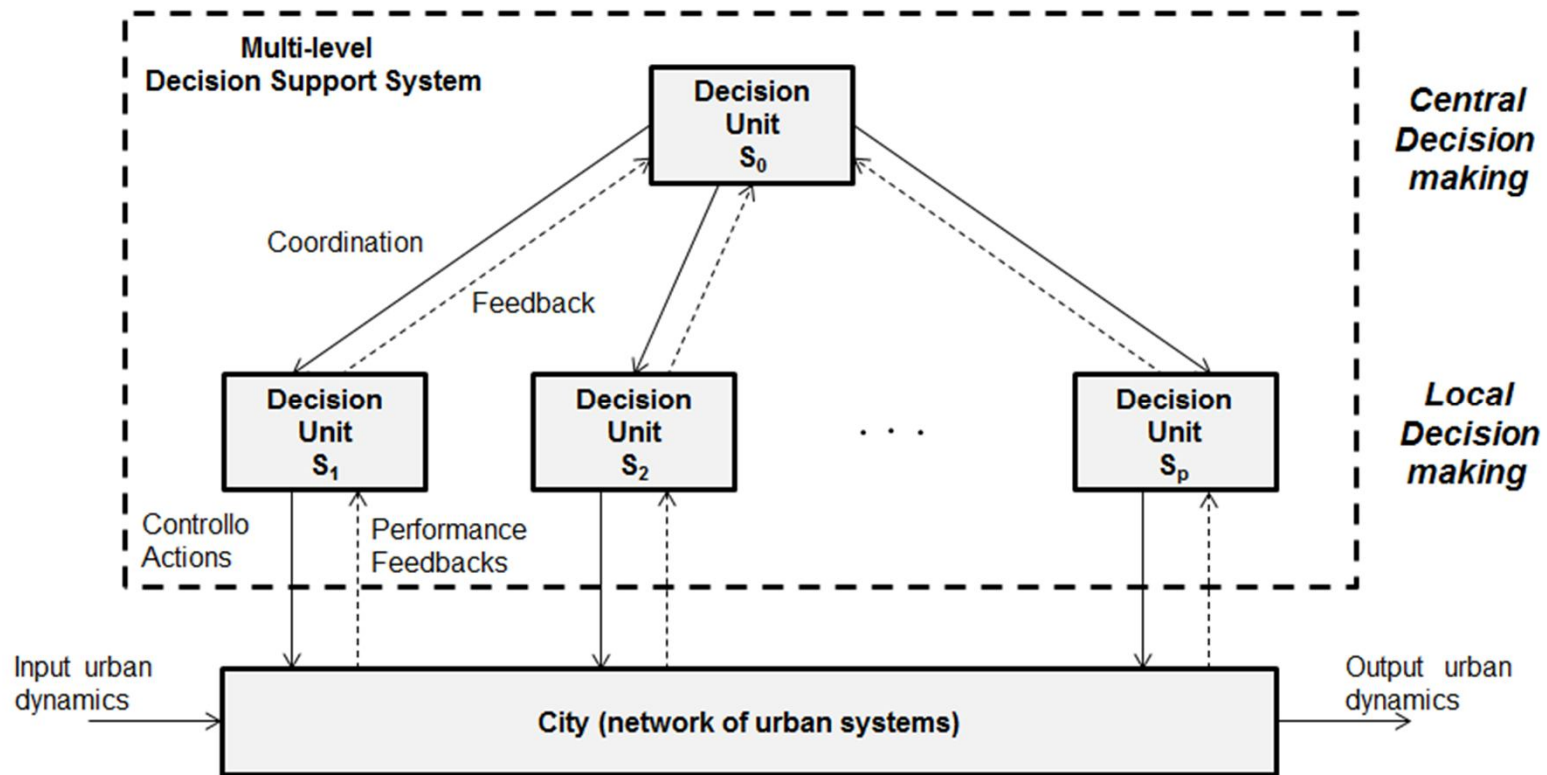 Multi-level
Decision Support System
Decision
Unit
S₀
Central
Decision
making
Coordination
Feedback
Decision
Unit
S₁
Decision
Unit
S₂
. . .
Decision
Unit
Sₚ
Local
Decision
making
Controllo
Actions
Performance
Feedbacks
Input urban
dynamics
City (network of urban systems)
Output urban
dynamics